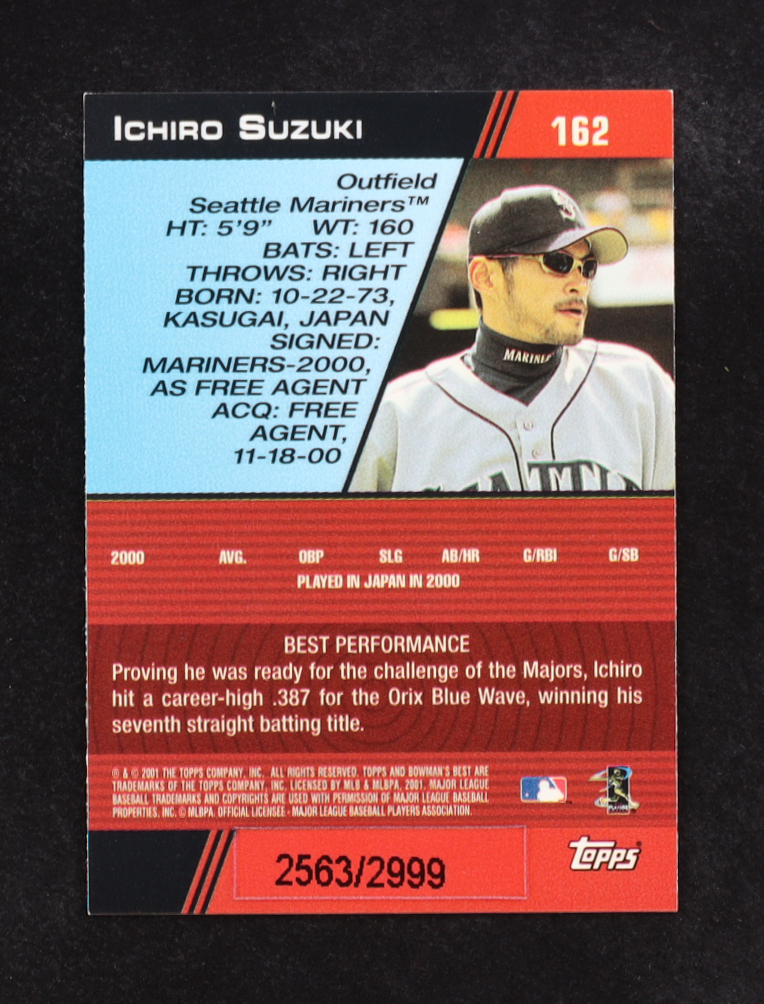 ICHIRO SUZUKI
162
Outfield
Seattle Mariners™
HT: 5'9" WT: 160
BATS: LEFT
THROWS: RIGHT
BORN: 10-22-73,
KASUGAI, JAPAN
SIGNED:
MARINERS-2000,
AS FREE AGENT
ACQ: FREE
AGENT,
11-18-00
MARINE
2000 AVG. OBP SLG AB/HR G/RBI G/SB
PLAYED IN JAPAN IN 2000
BEST PERFORMANCE
Proving he was ready for the challenge of the Majors, Ichiro
hit a career-high .387 for the Orix Blue Wave, winning his
seventh straight batting title.
® & © 2001 THE TOPPS COMPANY, INC. ALL RIGHTS RESERVED. TOPPS AND BOWMAN'S BEST ARE
TRADEMARKS OF THE TOPPS COMPANY, INC. LICENSED BY MLB & MLBPA, 2001. MAJOR LEAGUE
BASEBALL TRADEMARKS AND COPYRIGHTS ARE USED WITH PERMISSION OF MAJOR LEAGUE BASEBALL
PROPERTIES, INC. © MLBPA. OFFICIAL LICENSEE - MAJOR LEAGUE BASEBALL PLAYERS ASSOCIATION.
PLAYERS
2563/2999
TOPPS®